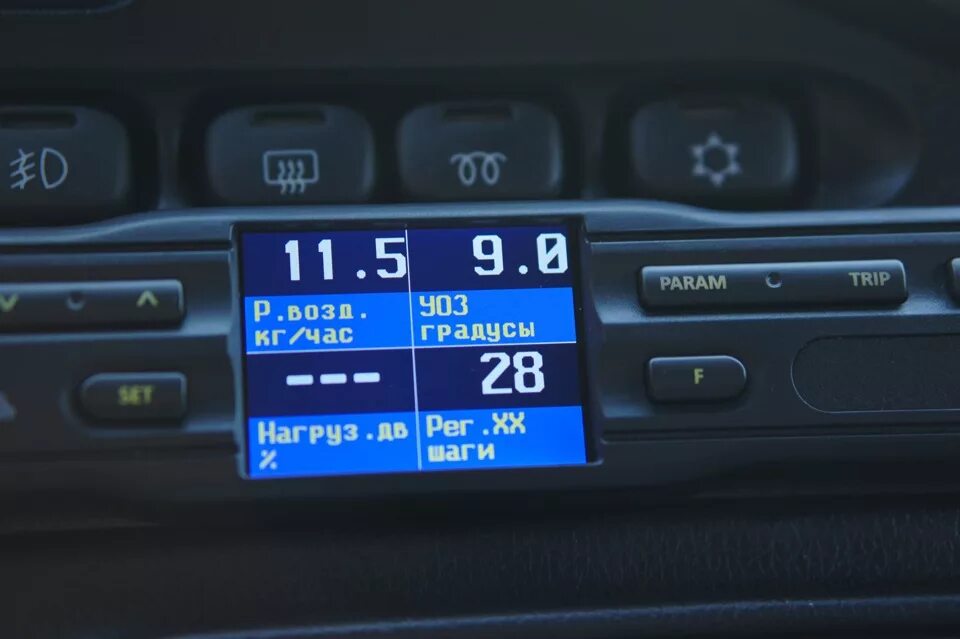 11.5 9.0
Р.возд. УОЗ
кг/час градусы
--- 28
Нагруз.дв Рег.ХХ
% шаги
PARAM TRIP
SET F